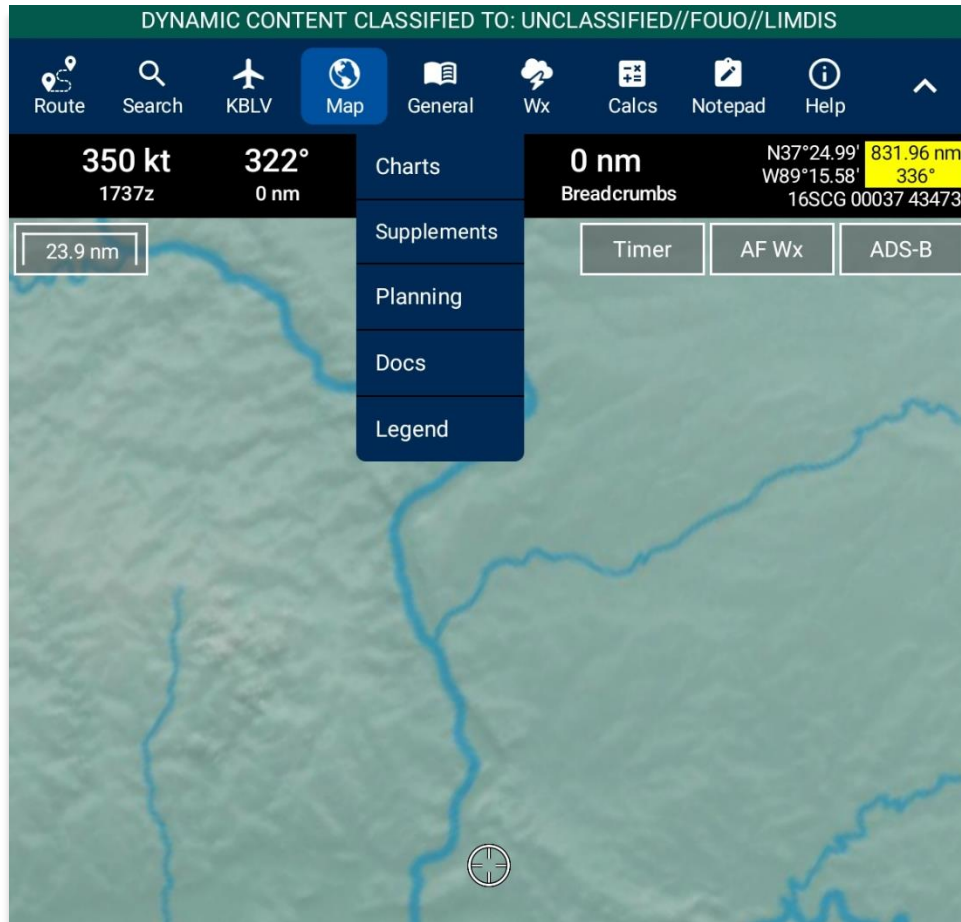 DYNAMIC CONTENT CLASSIFIED TO: UNCLASSIFIED//FOUO//LIMDIS
Route Search KBLV Map General Wx Calcs Notepad Help
350 kt
1737z
322°
0 nm
Charts
Supplements
Planning
Docs
Legend
0 nm
Breadcrumbs
N37°24.99' 831.96 nm
W89°15.58' 336°
16SCG 00037 43473
23.9 nm
Timer
AF Wx
ADS-B